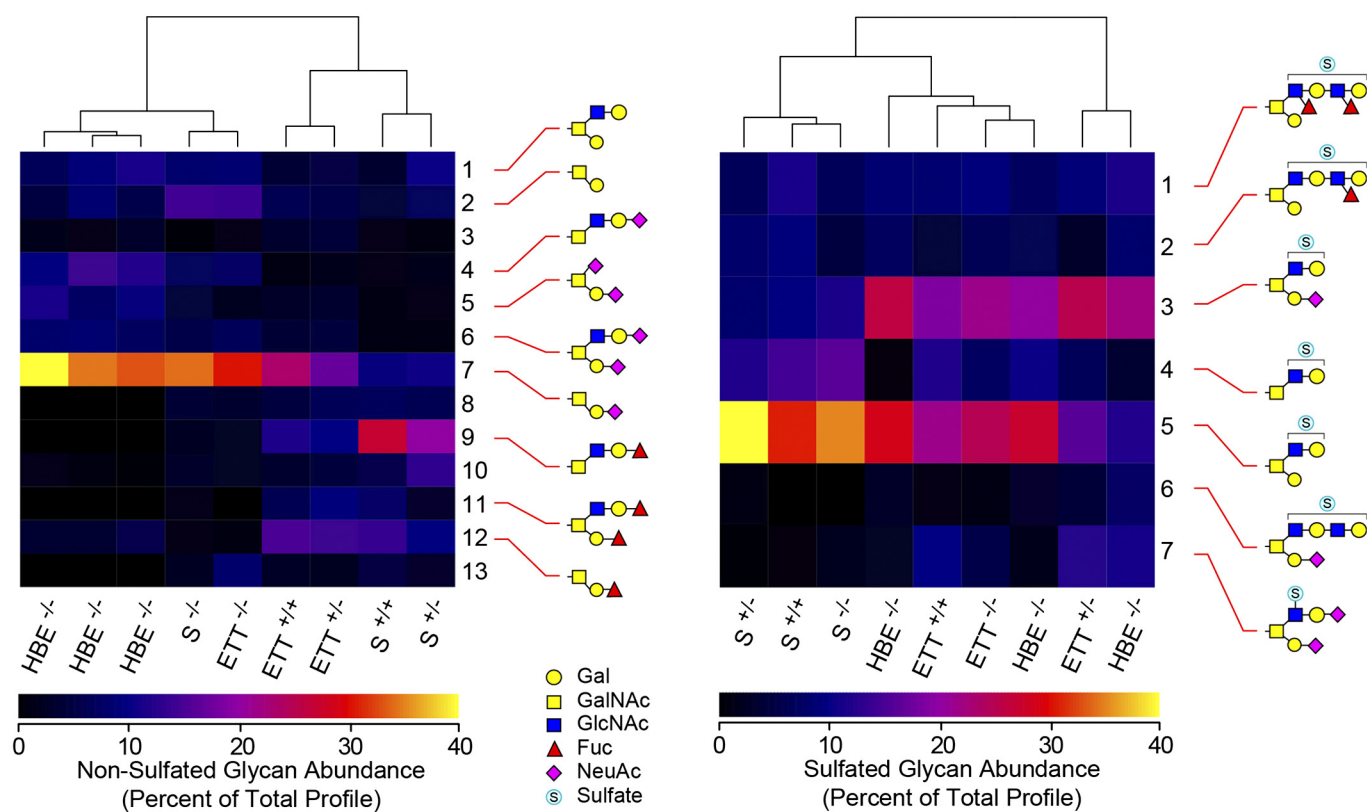 1
2
3
4
5
6
7
8
9
10
11
12
13
HBE -/-
HBE -/-
HBE -/-
S -/-
ETT -/-
ETT +/+
ETT +/-
S +/+
S +/-
0 10 20 30 40
Non-Sulfated Glycan Abundance
(Percent of Total Profile)
Gal
GalNAc
GlcNAc
Fuc
NeuAc
S Sulfate
1
2
3
4
5
6
7
S
S
S
S
S
S
S
S +/-
S +/+
S -/-
HBE -/-
ETT +/+
ETT -/-
HBE -/-
ETT +/-
HBE -/-
0 10 20 30 40
Sulfated Glycan Abundance
(Percent of Total Profile)